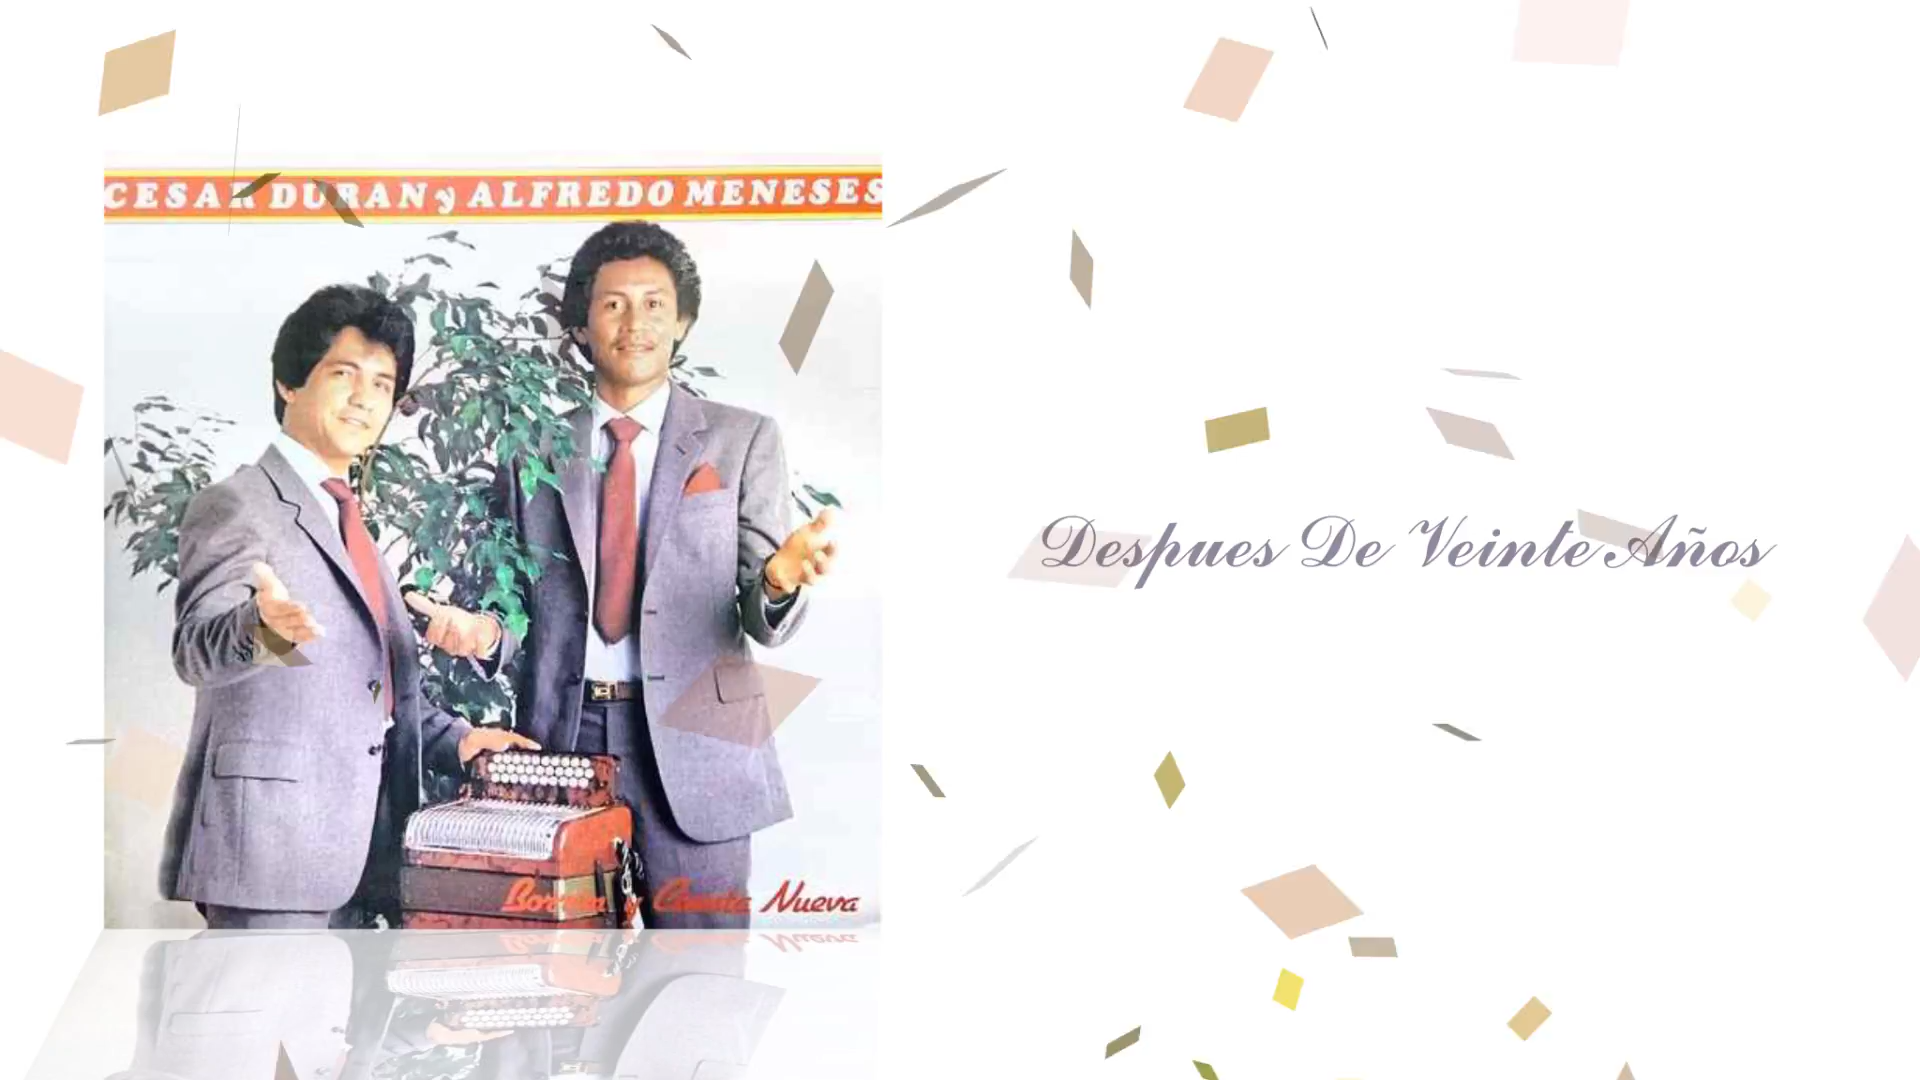 CESAR DURAN y ALFREDO MENESES
Despues De Veinte Años
Borron y Cuenta Nueva